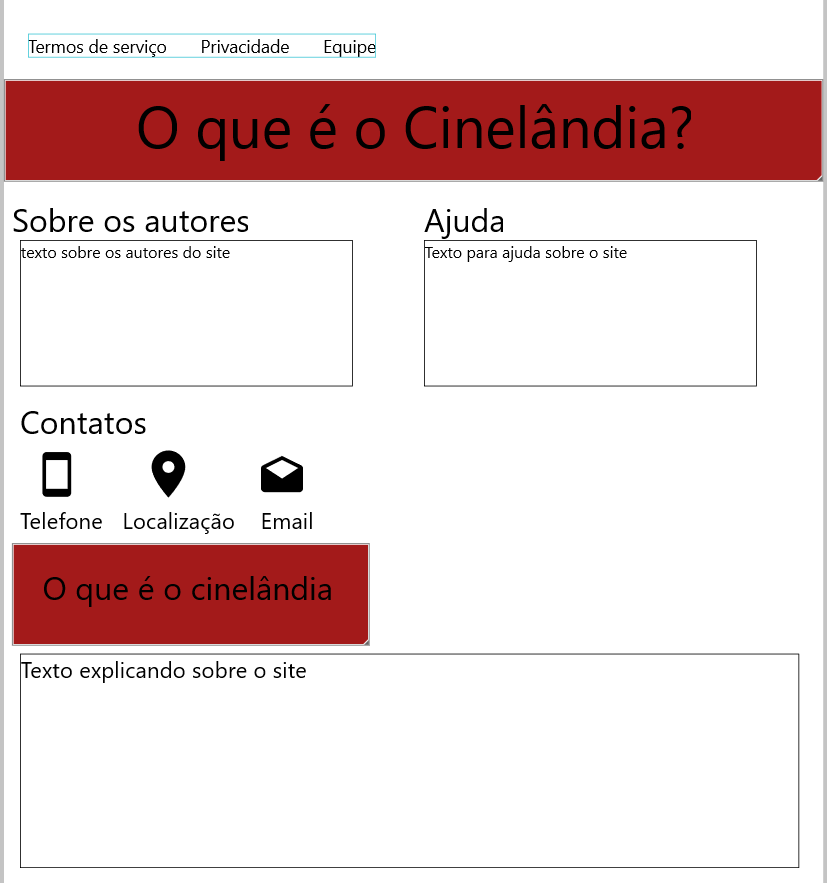 Termos de serviço Privacidade Equipe
O que é o Cinelândia?
Sobre os autores
texto sobre os autores do site
Ajuda
Texto para ajuda sobre o site
Contatos
Telefone Localização Email
O que é o cinelândia
Texto explicando sobre o site